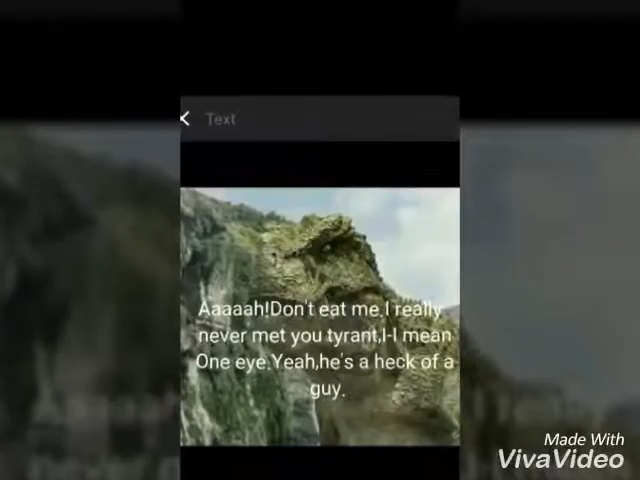 Text
Aaaaah!Don't eat me.I really
never met you tyrant,I-I mean
One eye.Yeah,he's a heck of a
guy.
Made With
VivaVideo